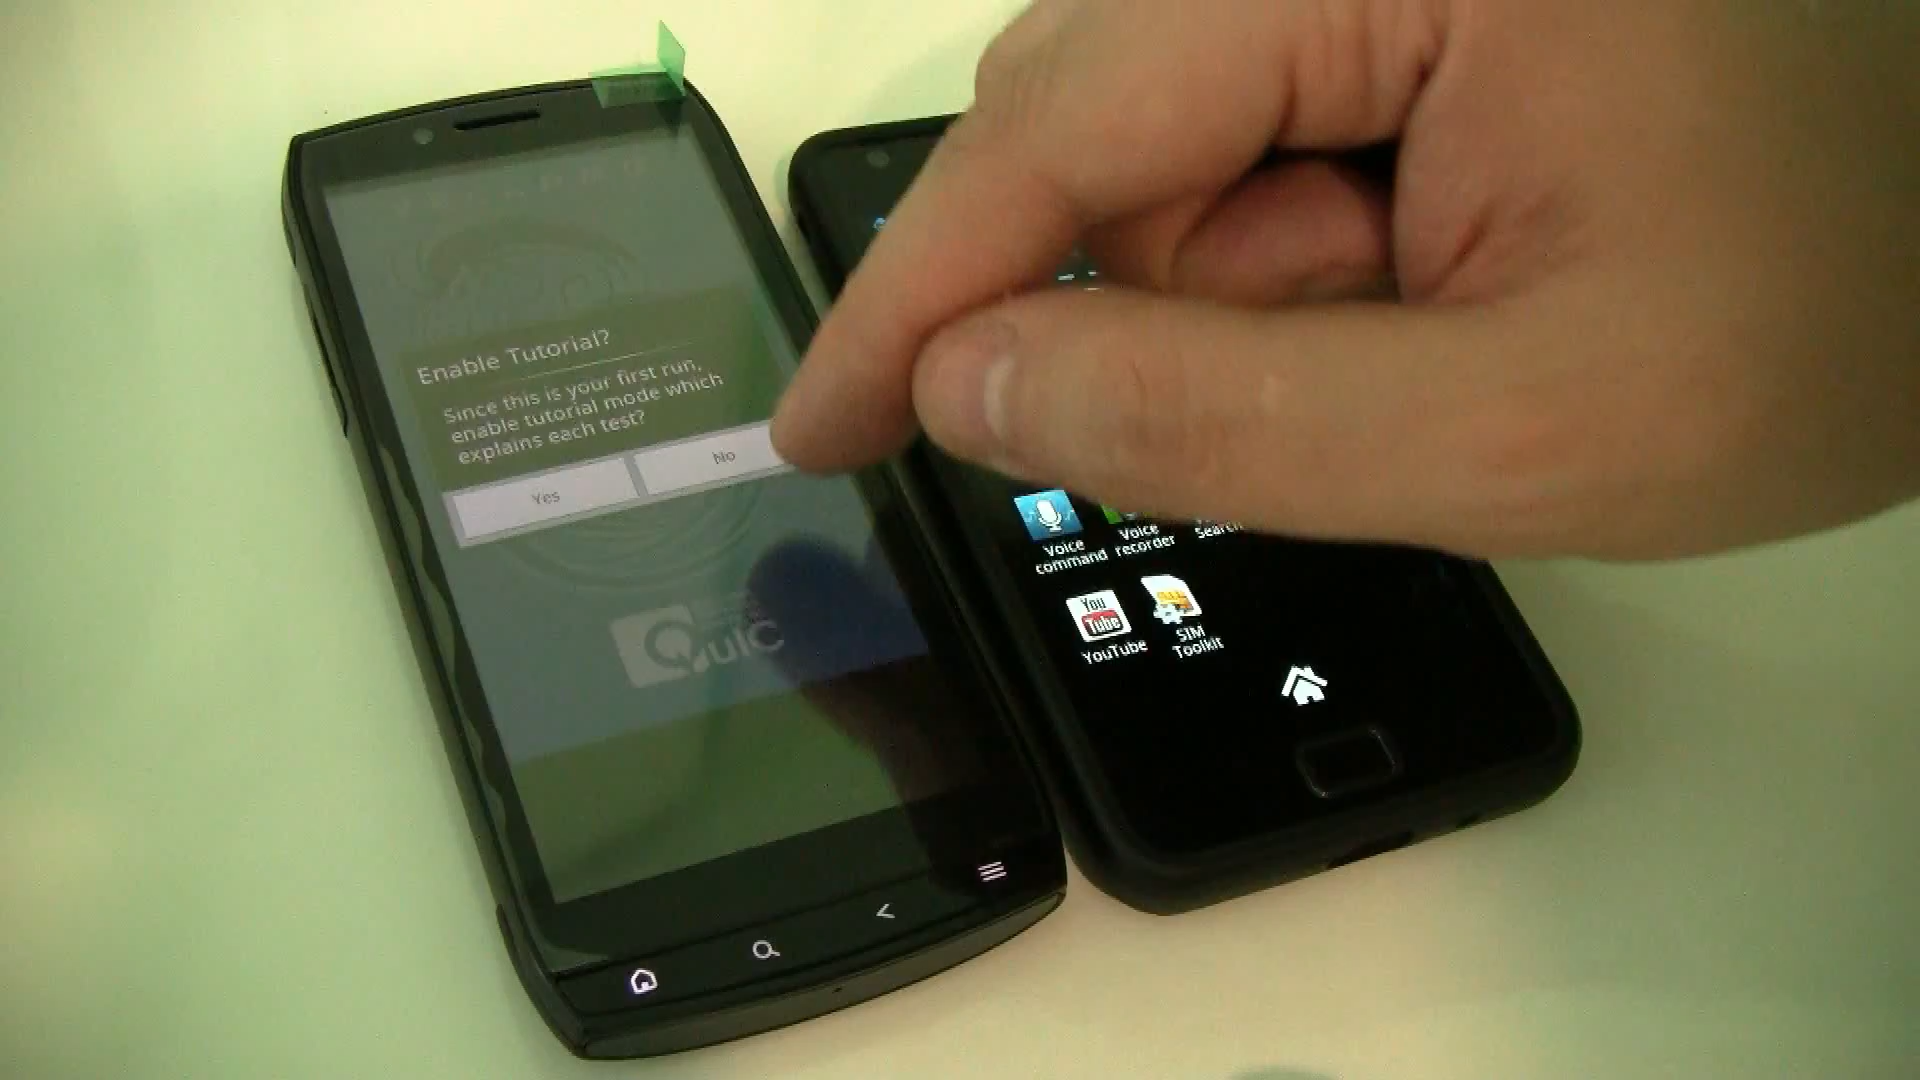 Enable Tutorial?
Since this is your first run,
enable tutorial mode which
explains each test?
Yes
No
QuIC
Voice
command
Voice
recorder
Search
You
Tube
YouTube
SIM
Toolkit